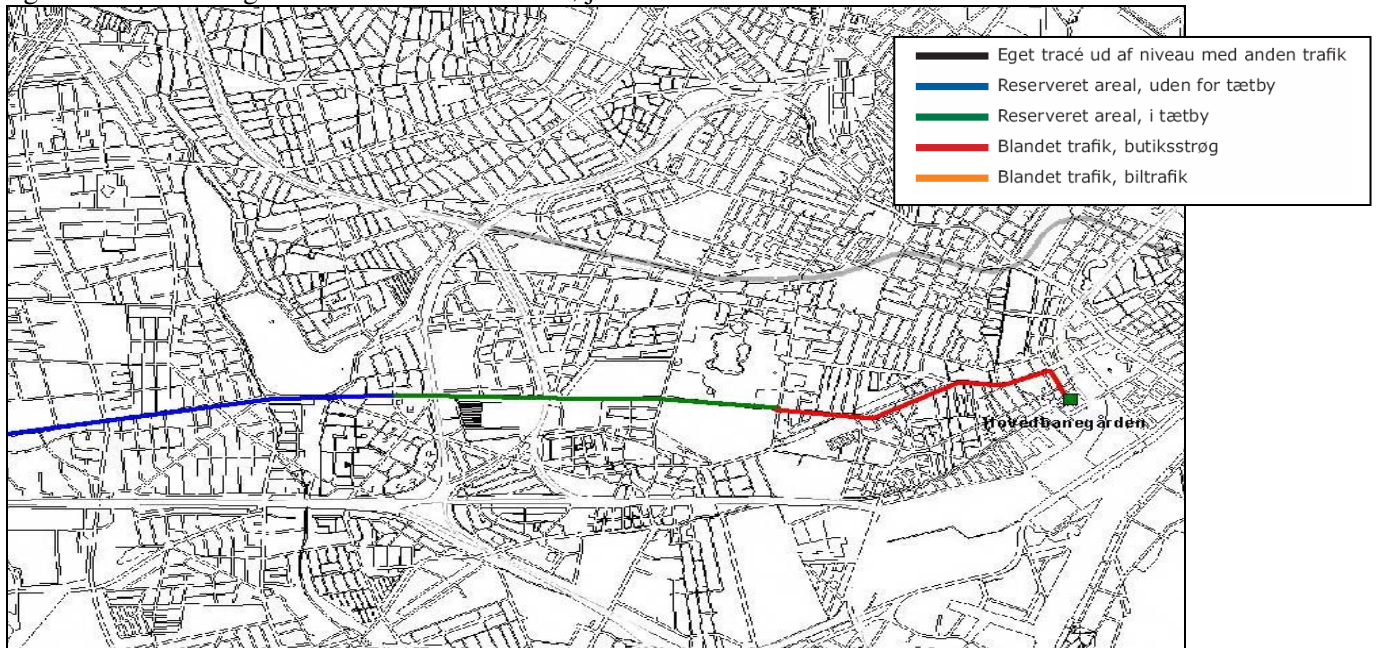 Eget tracé ud af niveau med anden trafik
Reserveret areal, uden for tætby
Reserveret areal, i tætby
Blandet trafik, butiksstrøg
Blandet trafik, biltrafik
Hovedbanegården